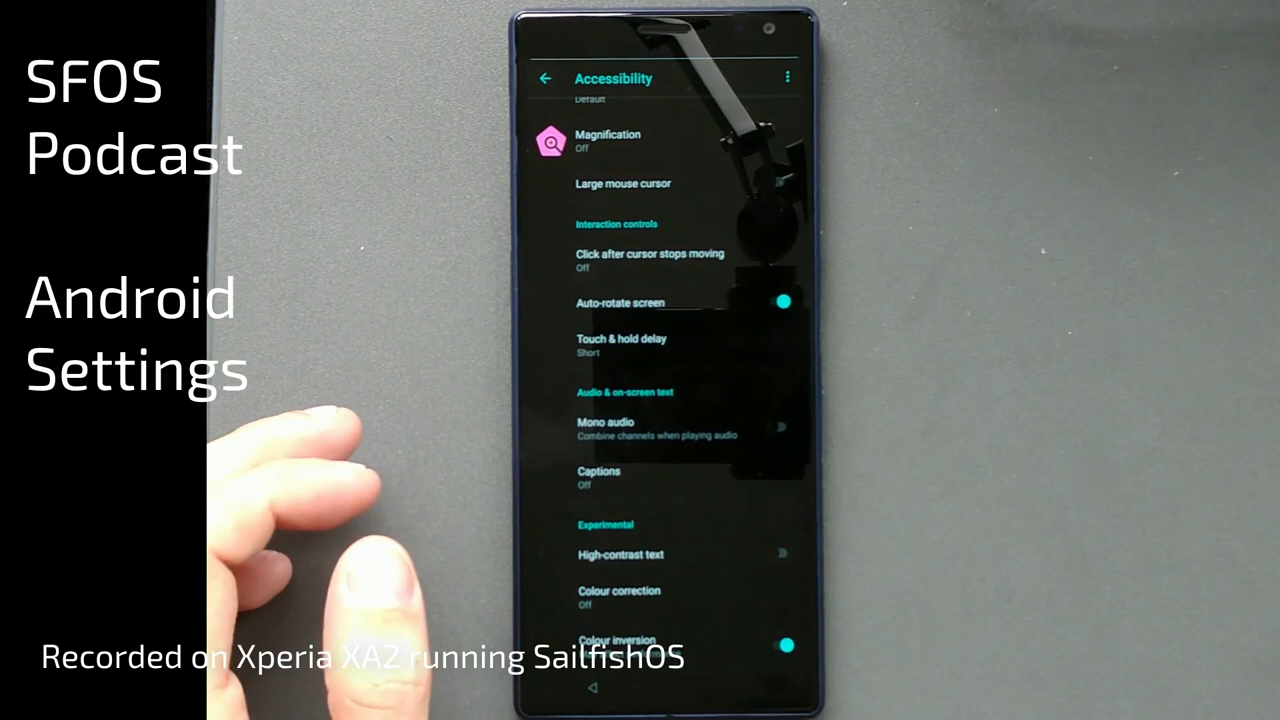 SFOS
Podcast
Android
Settings
Accessibility
Default
Magnification
Off
Large mouse cursor
Interaction controls
Click after cursor stops moving
Off
Auto-rotate screen
Touch & hold delay
Short
Audio & on-screen text
Mono audio
Combine channels when playing audio
Captions
Off
Experimental
High-contrast text
Colour correction
Off
Colour inversion
Recorded on Xperia XA2 running SailfishOS